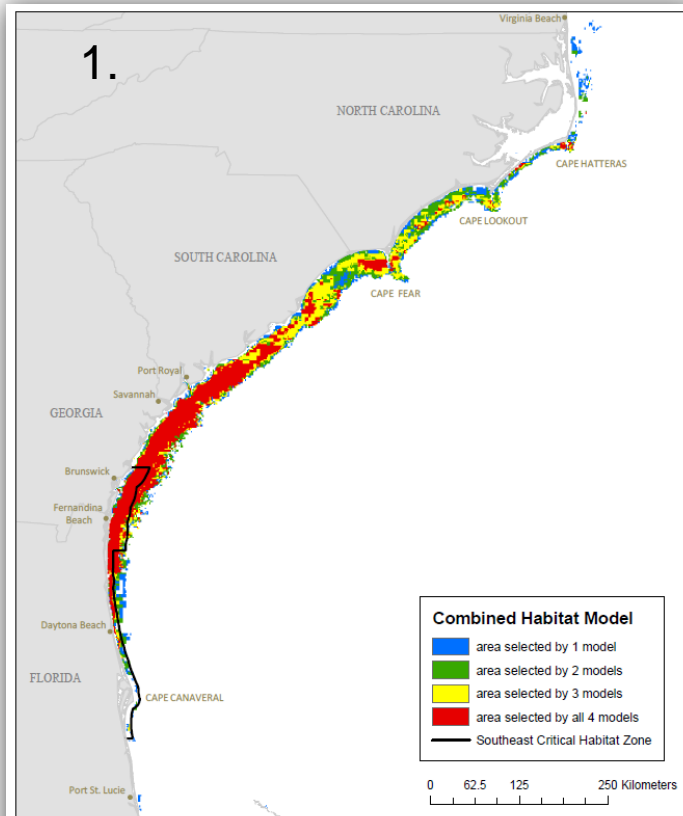 1.
Virginia Beach
NORTH CAROLINA
CAPE HATTERAS
CAPE LOOKOUT
SOUTH CAROLINA
CAPE FEAR
Port Royal
Savannah
GEORGIA
Brunswick
Fernandina
Beach
Daytona Beach
FLORIDA
CAPE CANAVERAL
Port St. Lucie
Combined Habitat Model
area selected by 1 model
area selected by 2 models
area selected by 3 models
area selected by all 4 models
Southeast Critical Habitat Zone
0 62.5 125 250 Kilometers